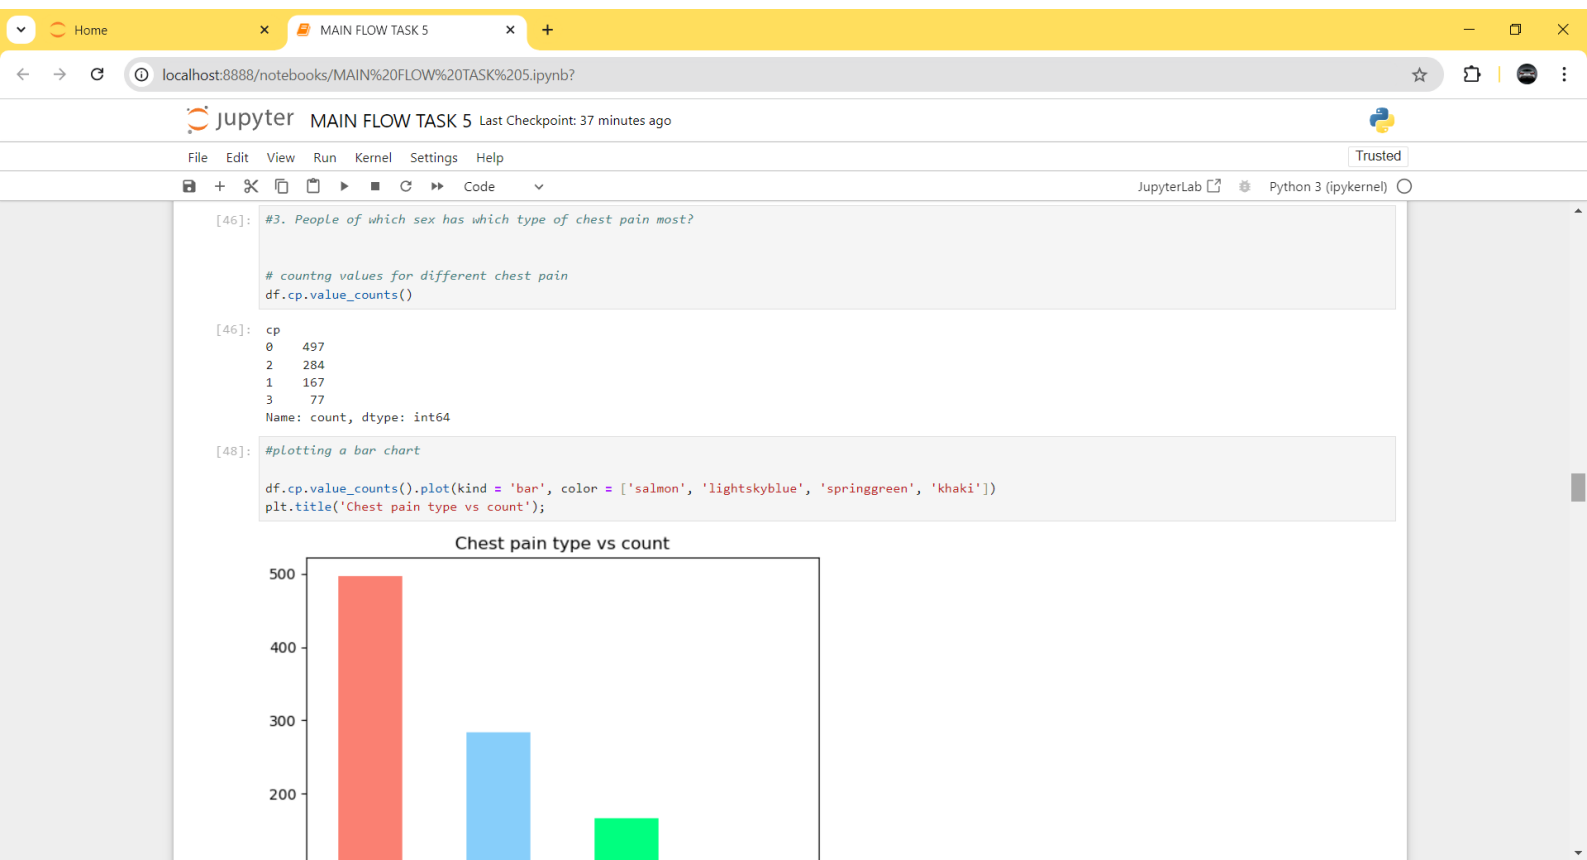 Home
MAIN FLOW TASK 5
localhost:8888/notebooks/MAIN%20FLOW%20TASK%205.ipynb?
jupyter MAIN FLOW TASK 5 Last Checkpoint: 37 minutes ago
File Edit View Run Kernel Settings Help
Trusted
Code
JupyterLab
Python 3 (ipykernel)
[46]: #3. People of which sex has which type of chest pain most?
# countng values for different chest pain
df.cp.value_counts()
[46]: cp
0 497
2 284
1 167
3 77
Name: count, dtype: int64
[48]: #plotting a bar chart
df.cp.value_counts().plot(kind = 'bar', color = ['salmon', 'lightskyblue', 'springgreen', 'khaki'])
plt.title('Chest pain type vs count');
Chest pain type vs count
500
400
300
200